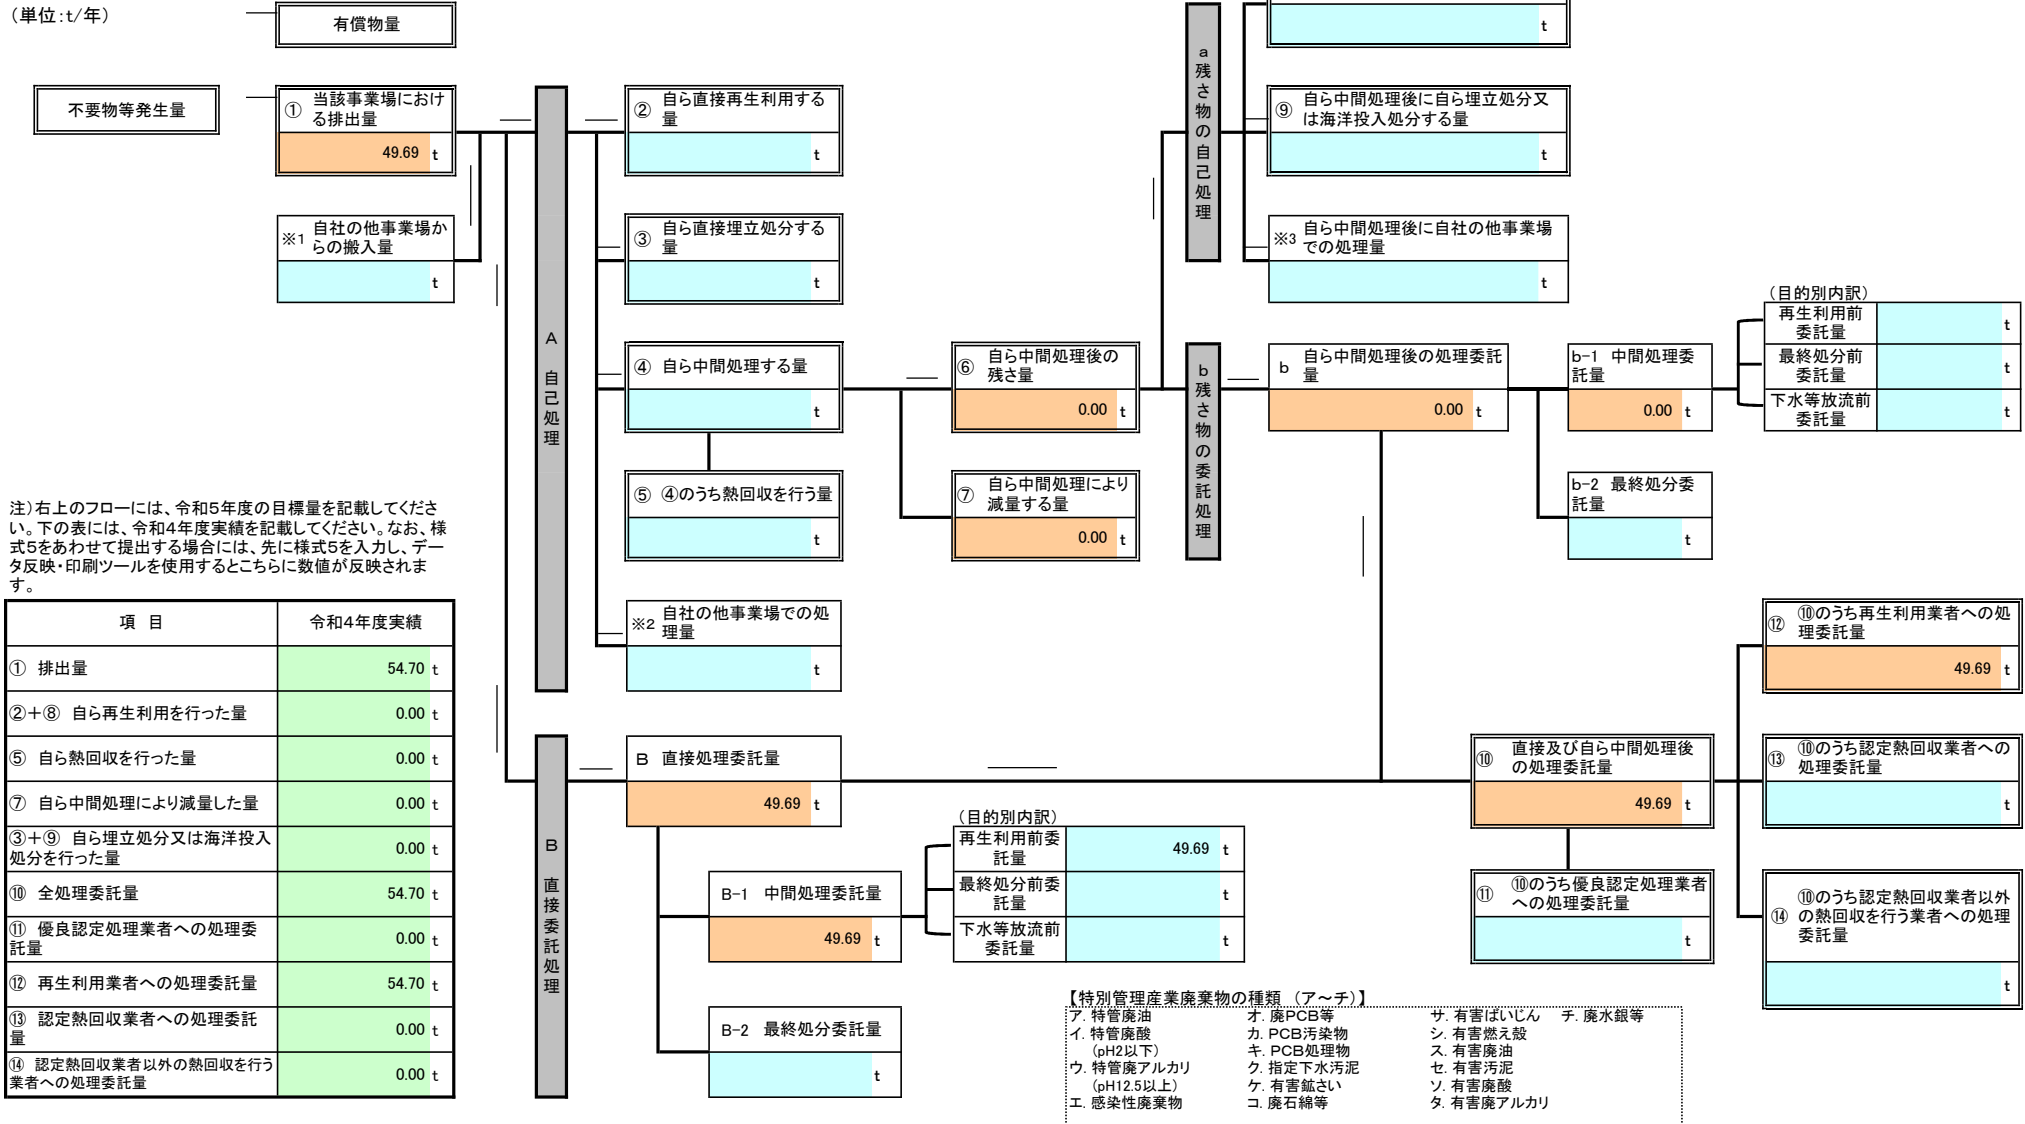 （単位:t/年）
有償物量
t
不要物等発生量
① 当該事業場におけ
る排出量
49.69 t
② 自ら直接再生利用する
量
t
⑨ 自ら中間処理後に自ら埋立処分又
は海洋投入処分する量
t
a 残さ物の自己処理
※1 自社の他事業場か
らの搬入量
t
③ 自ら直接埋立処分する
量
t
※3 自ら中間処理後に自社の他事業場
での処理量
t
A 自己処理
④ 自ら中間処理する量
t
⑥ 自ら中間処理後の
残さ量
0.00 t
b 残さ物の委託処理
b 自ら中間処理後の処理委託
量
0.00 t
b-1 中間処理委
託量
0.00 t
（目的別内訳）
再生利用前
委託量
t
最終処分前
委託量
t
下水等放流前
委託量
t
⑤ ④のうち熱回収を行う量
t
⑦ 自ら中間処理により
減量する量
0.00 t
b-2 最終処分委
託量
t
注）右上のフローには、令和5年度の目標量を記載してくださ
い。下の表には、令和4年度実績を記載してください。なお、様
式5をあわせて提出する場合には、先に様式5を入力し、デー
タ反映・印刷ツールを使用するとこちらに数値が反映されま
す。
※2 自社の他事業場での処
理量
t
項 目 令和4年度実績
① 排出量 54.70 t
②＋⑧ 自ら再生利用を行った量 0.00 t
⑤ 自ら熱回収を行った量 0.00 t
⑦ 自ら中間処理により減量した量 0.00 t
③＋⑨ 自ら埋立処分又は海洋投入
処分を行った量 0.00 t
⑩ 全処理委託量 54.70 t
⑪ 優良認定処理業者への処理委
託量 0.00 t
⑫ 再生利用業者への処理委託量 54.70 t
⑬ 認定熱回収業者への処理委託
量 0.00 t
⑭ 認定熱回収業者以外の熱回収を行う
業者への処理委託量 0.00 t
B 直接委託処理
B 直接処理委託量
49.69 t
B-1 中間処理委託量
49.69 t
（目的別内訳）
再生利用前委
託量 49.69 t
最終処分前委
託量 t
下水等放流前
委託量 t
B-2 最終処分委託量
t
⑩ 直接及び自ら中間処理後
の処理委託量
49.69 t
⑪ ⑩のうち優良認定処理業者
への処理委託量
t
⑫ ⑩のうち再生利用業者への処
理委託量
49.69 t
⑬ ⑩のうち認定熱回収業者への
処理委託量
t
⑭ ⑩のうち認定熱回収業者以外
の熱回収を行う業者への処理
委託量
t
【特別管理産業廃棄物の種類 （ア～チ）】
ア. 特管廃油 オ. 廃PCB等 サ. 有害ばいじん チ. 廃水銀等
イ. 特管廃酸 カ. PCB汚染物 シ. 有害燃え殻
（pH2以下） キ. PCB処理物 ス. 有害廃油
ウ. 特管廃アルカリ ク. 指定下水汚泥 セ. 有害汚泥
（pH12.5以上） ケ. 有害鉱さい ソ. 有害廃酸
エ. 感染性廃棄物 コ. 廃石綿等 タ. 有害廃アルカリ